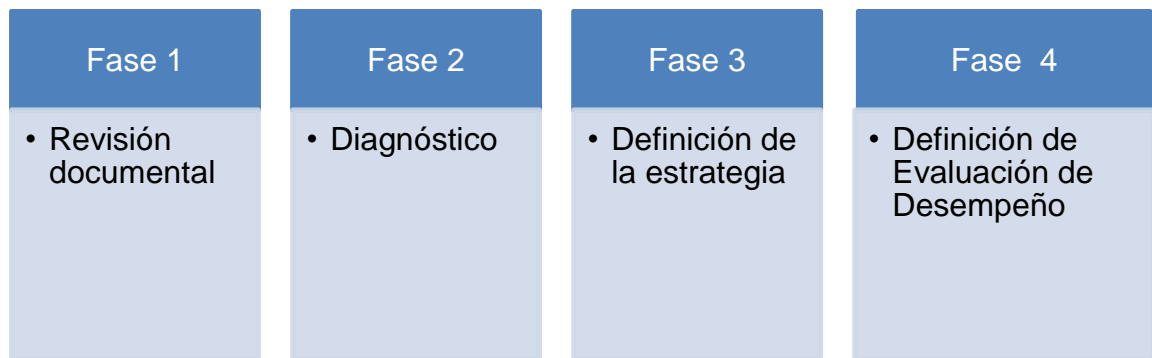 Fase 1
• Revisión
documental
Fase 2
• Diagnóstico
Fase 3
• Definición de
la estrategia
Fase 4
• Definición de
Evaluación de
Desempeño